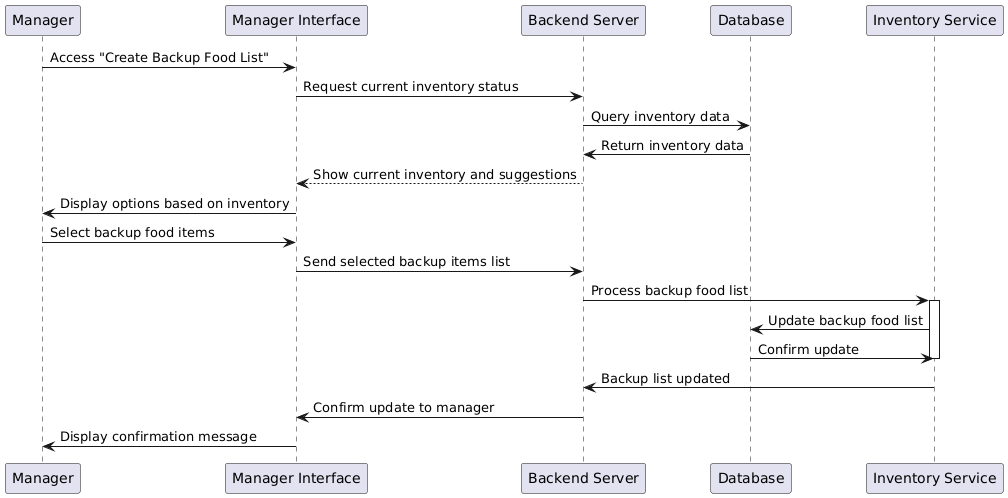 Manager
Manager Interface
Backend Server
Database
Inventory Service
Access "Create Backup Food List"
Request current inventory status
Query inventory data
Return inventory data
Show current inventory and suggestions
Display options based on inventory
Select backup food items
Send selected backup items list
Process backup food list
Update backup food list
Confirm update
Backup list updated
Confirm update to manager
Display confirmation message
Manager
Manager Interface
Backend Server
Database
Inventory Service